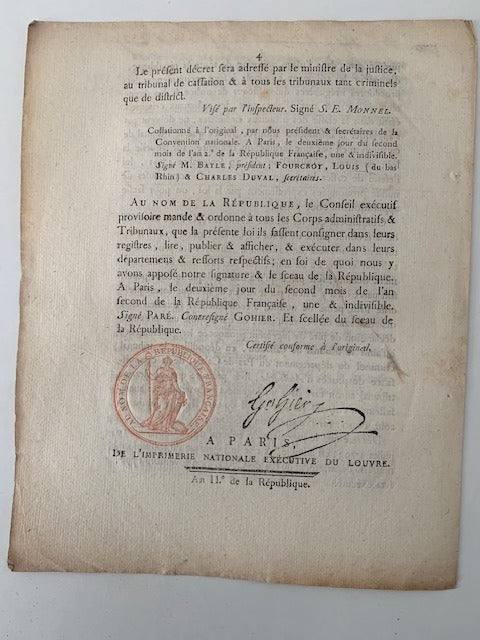 4
Le préſent décret ſera adreſſé par le miniſtre de la juſtice,
au tribunal de caſſation & à tous les tribunaux tant criminels
que de diſtrict.
Viſé par l'inſpecteur. Signé S. E. MONNEL.
Collationné à l'original, par nous préſident & ſecrétaires de la
Convention nationale. A Paris, le deuxième jour du ſecond
mois de l'an 2.e de la République Françaiſe, une & indiviſible.
Signé M. BAYLE, préſident; FOURCROY, LOUIS (du bas
Rhin) & CHARLES DUVAL, ſecrétaires.
AU NOM DE LA RÉPUBLIQUE, le Conſeil exécutif
proviſoire mande & ordonne à tous les Corps adminiſtratifs &
Tribunaux, que la préſente loi ils faſſent conſigner dans leurs
regiſtres, lire, publier & afficher, & exécuter dans leurs
départemens & reſſorts reſpectifs; en foi de quoi nous y
avons appoſé notre ſignature & le ſceau de la République.
A Paris, le deuxième jour du ſecond mois de l'an
ſecond de la République Françaiſe, une & indiviſible.
Signé PARÉ. Contreſigné GOHIER. Et ſcellée du ſceau de
la République.
Certifié conforme à l'original.
AU NOM DE LA RÉPUBLIQUE FRANÇAISE.
Gohier
A PARIS,
DE L'IMPRIMERIE NATIONALE EXÉCUTIVE DU LOUVRE.
An II.e de la République.